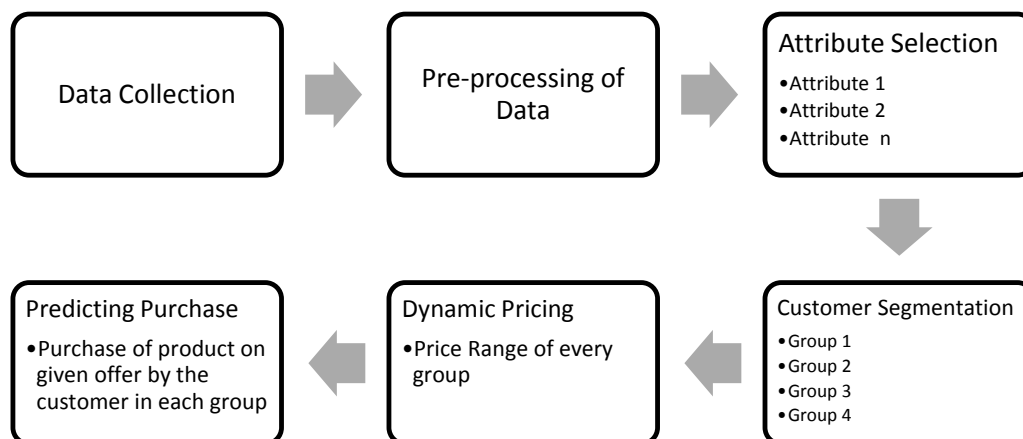 Data Collection
Pre-processing of
Data
Attribute Selection
•Attribute 1
•Attribute 2
•Attribute  n
Customer Segmentation
•Group 1
•Group 2
•Group 3
•Group 4
Dynamic Pricing
•Price Range of every
group
Predicting Purchase
•Purchase of product on
given offer by the
customer in each group